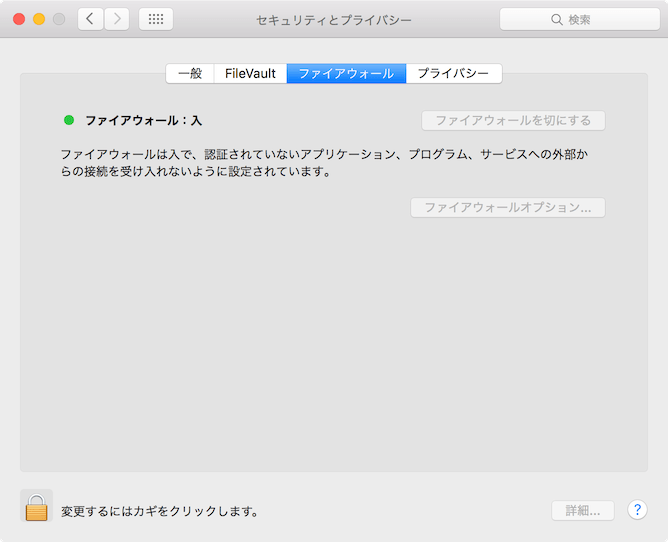 セキュリティとプライバシー
検索
一般
FileVault
ファイアウォール
プライバシー
ファイアウォール：入
ファイアウォールを切にする
ファイアウォールは入で、認証されていないアプリケーション、プログラム、サービスへの外部か
らの接続を受け入れないように設定されています。
ファイアウォールオプション...
変更するにはカギをクリックします。
詳細...
?